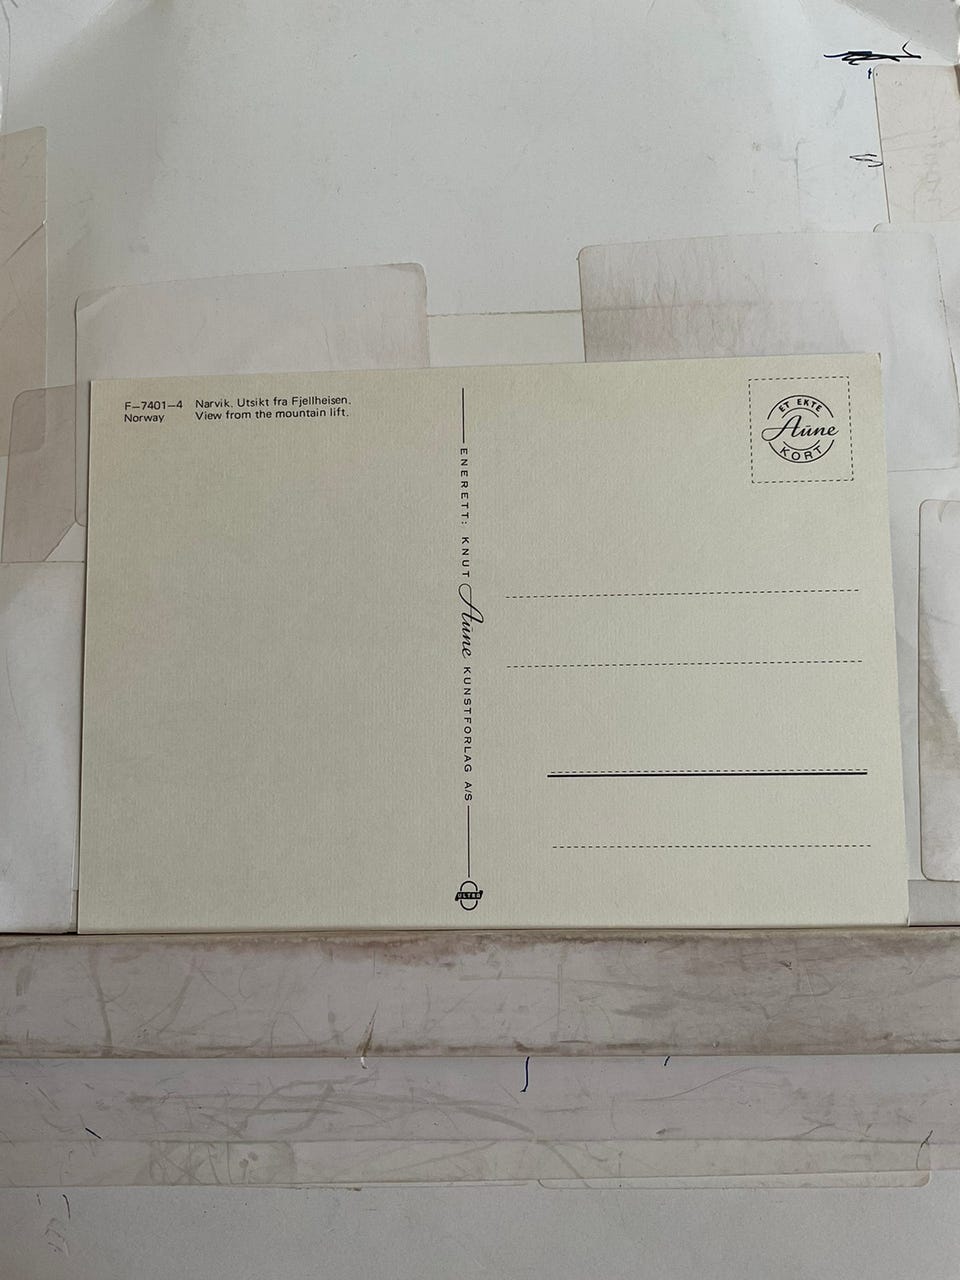 F—7401—4 Narvik. Utsikt fra Fjellheisen.
Norway View from the mountain lift.
ENERETT: KNUT Aune KUNSTFORLAG A/S
ULTRA
ET EKTE
Aune
KORT